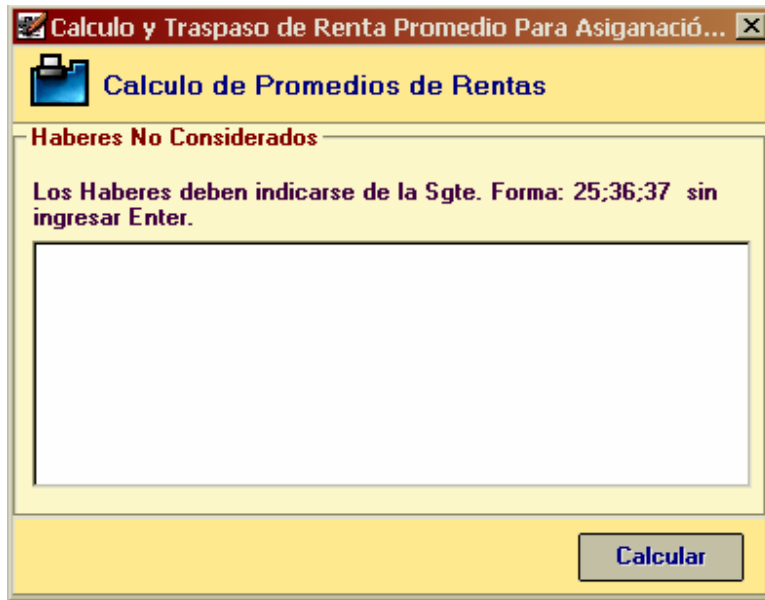 Calculo y Traspaso de Renta Promedio Para Asiganació...
Calculo de Promedios de Rentas
Haberes No Considerados
Los Haberes deben indicarse de la Sgte. Forma: 25;36;37 sin
ingresar Enter.
Calcular